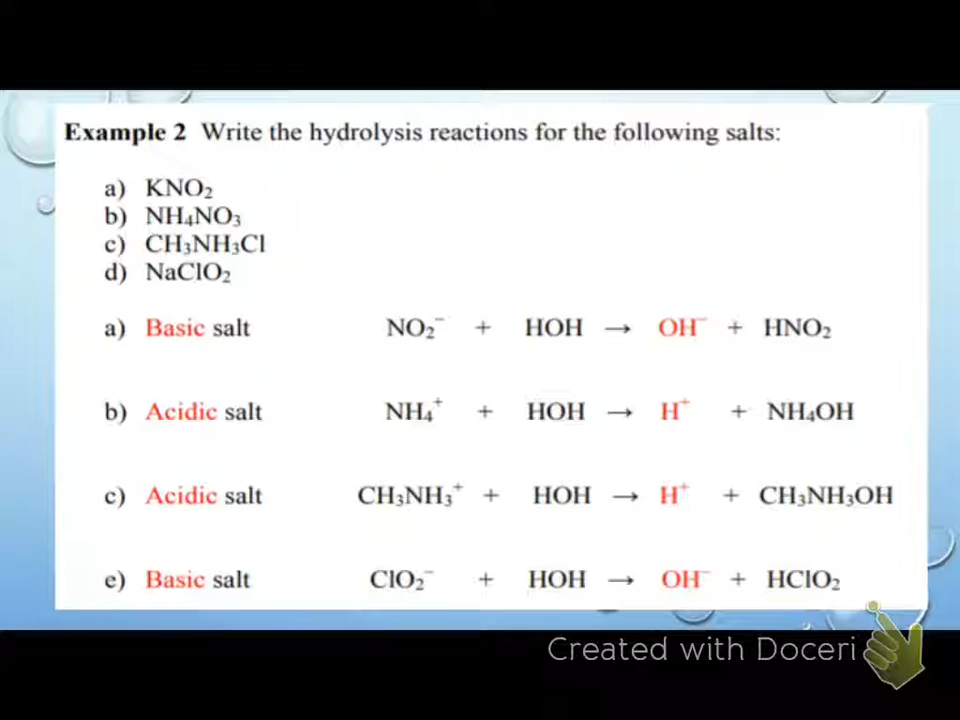 Example 2 Write the hydrolysis reactions for the following salts:
a) KNO₂
b) NH₄NO₃
c) CH₃NH₃Cl
d) NaClO₂
a) Basic salt NO₂⁻ + HOH → OH⁻ + HNO₂
b) Acidic salt NH₄⁺ + HOH → H⁺ + NH₄OH
c) Acidic salt CH₃NH₃⁺ + HOH → H⁺ + CH₃NH₃OH
e) Basic salt ClO₂⁻ + HOH → OH⁻ + HClO₂
Created with Doceri